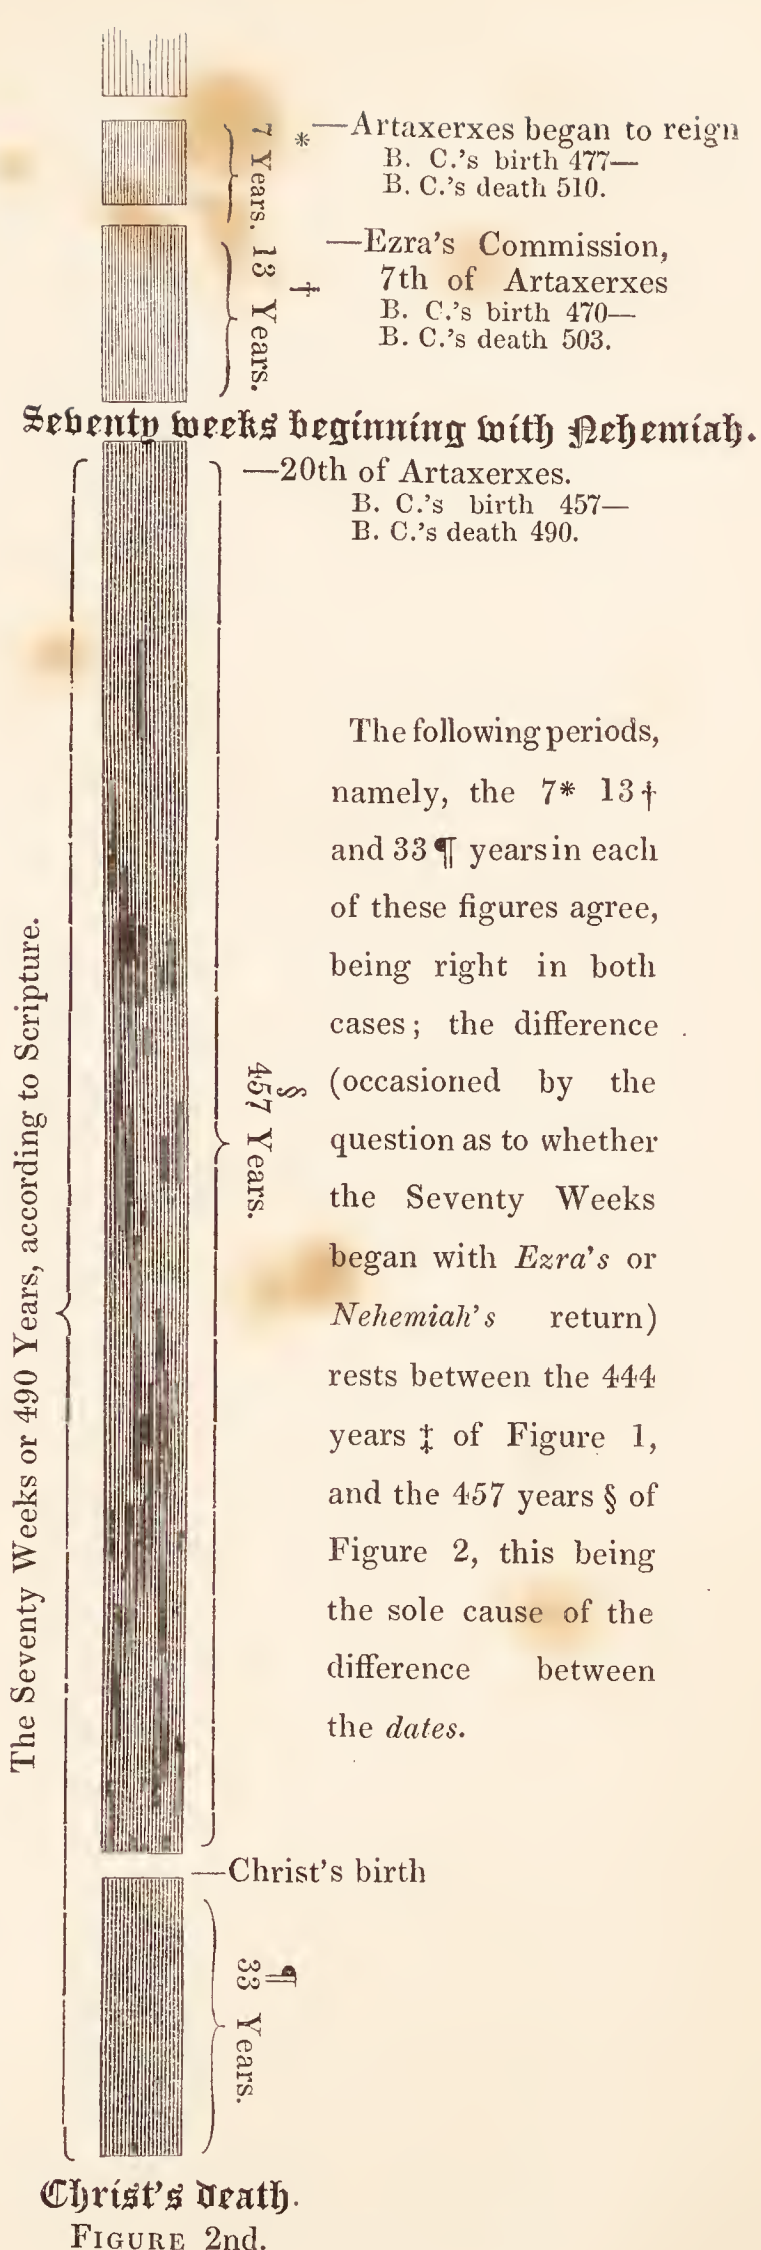 *—Artaxerxes began to reign
B. C.'s birth 477—
B. C.'s death 510.
7 Years.
—Ezra's Commission,
7th of Artaxerxes
B. C.'s birth 470—
B. C.'s death 503.
13 Years. †
Seventy weeks beginning with Nehemiah.
—20th of Artaxerxes.
B. C.'s birth 457—
B. C.'s death 490.
The Seventy Weeks or 490 Years, according to Scripture.
§
457 Years.
The following periods,
namely, the 7* 13†
and 33¶ years in each
of these figures agree,
being right in both
cases; the difference
(occasioned by the
question as to whether
the Seventy Weeks
began with Ezra's or
Nehemiah's return)
rests between the 444
years ‡ of Figure 1,
and the 457 years § of
Figure 2, this being
the sole cause of the
difference between
the dates.
—Christ's birth
¶
33 Years.
Christ's death.
FIGURE 2nd.